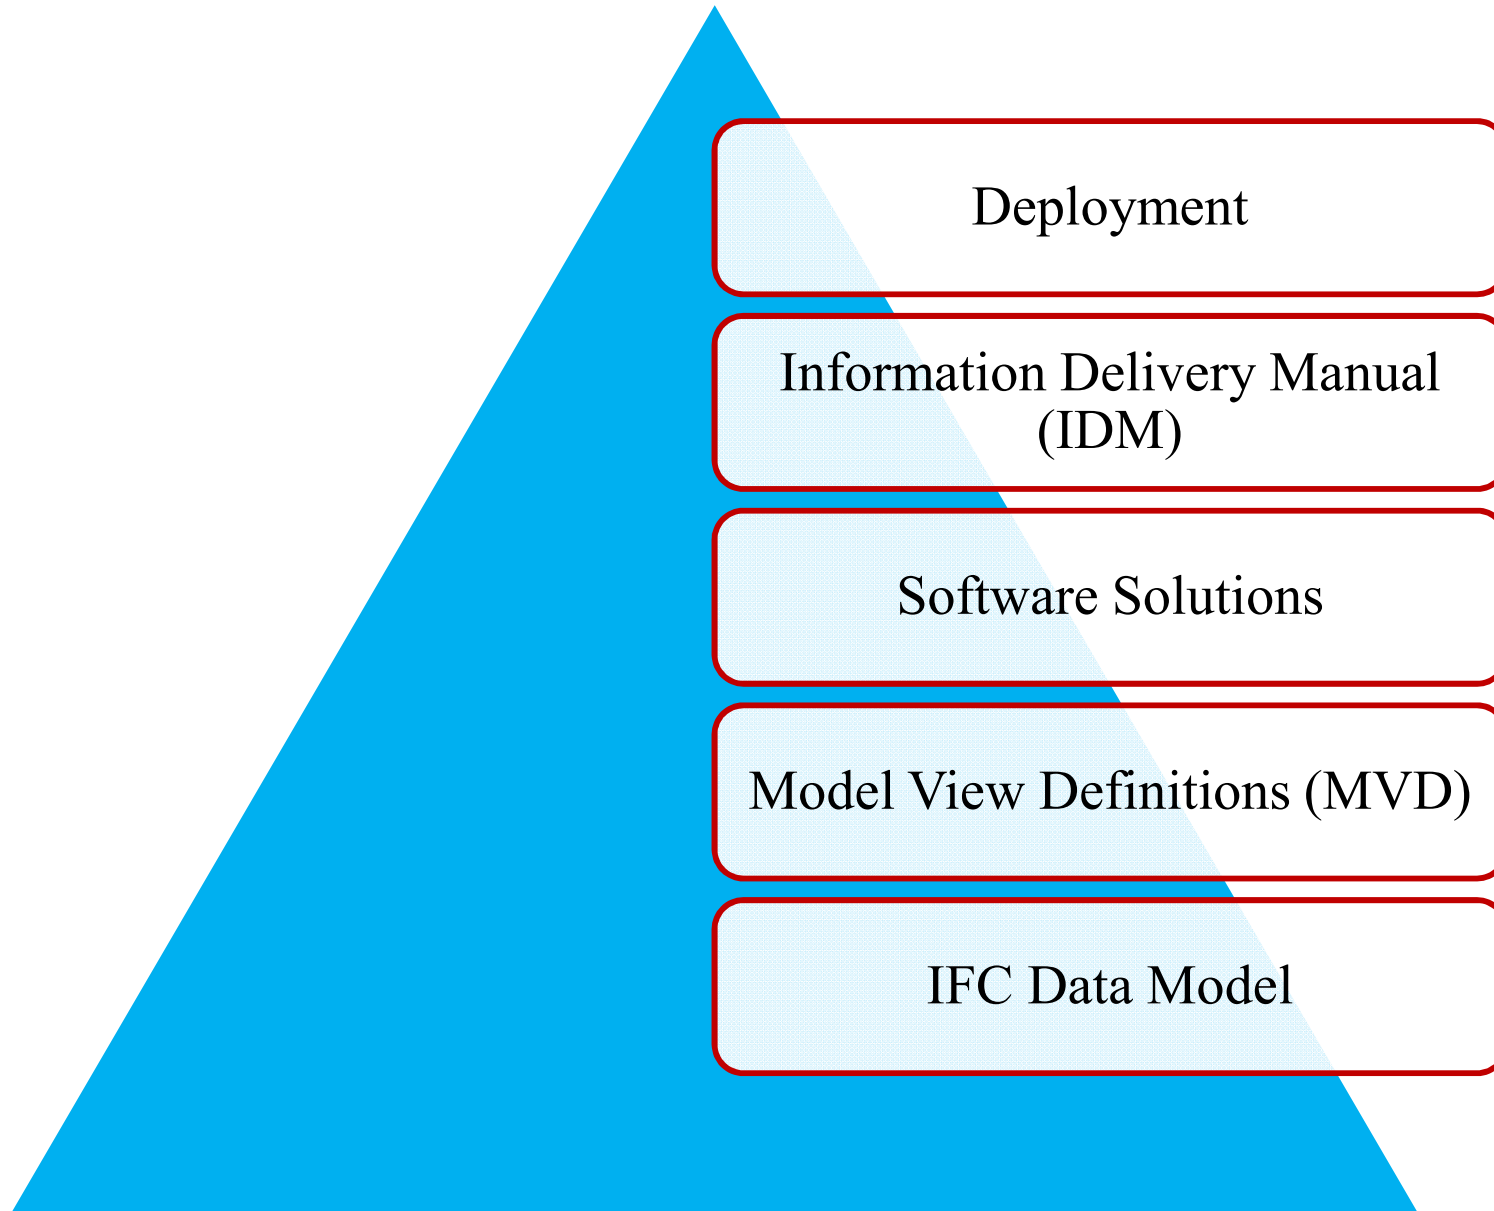 Deployment
Information Delivery Manual
(IDM)
Software Solutions
Model View Definitions (MVD)
IFC Data Model